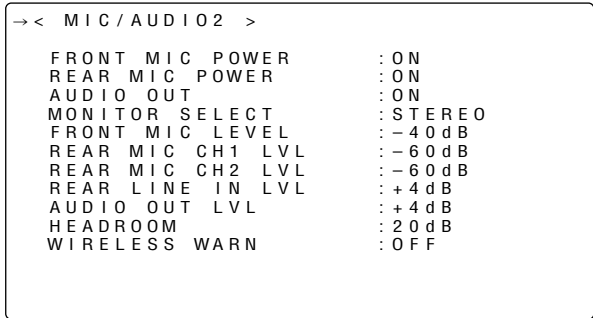 →< MIC/AUDIO2 >
FRONT MIC POWER :ON
REAR MIC POWER :ON
AUDIO OUT :ON
MONITOR SELECT :STEREO
FRONT MIC LEVEL :–40dB
REAR MIC CH1 LVL :–60dB
REAR MIC CH2 LVL :–60dB
REAR LINE IN LVL :+4dB
AUDIO OUT LVL :+4dB
HEADROOM :20dB
WIRELESS WARN :OFF